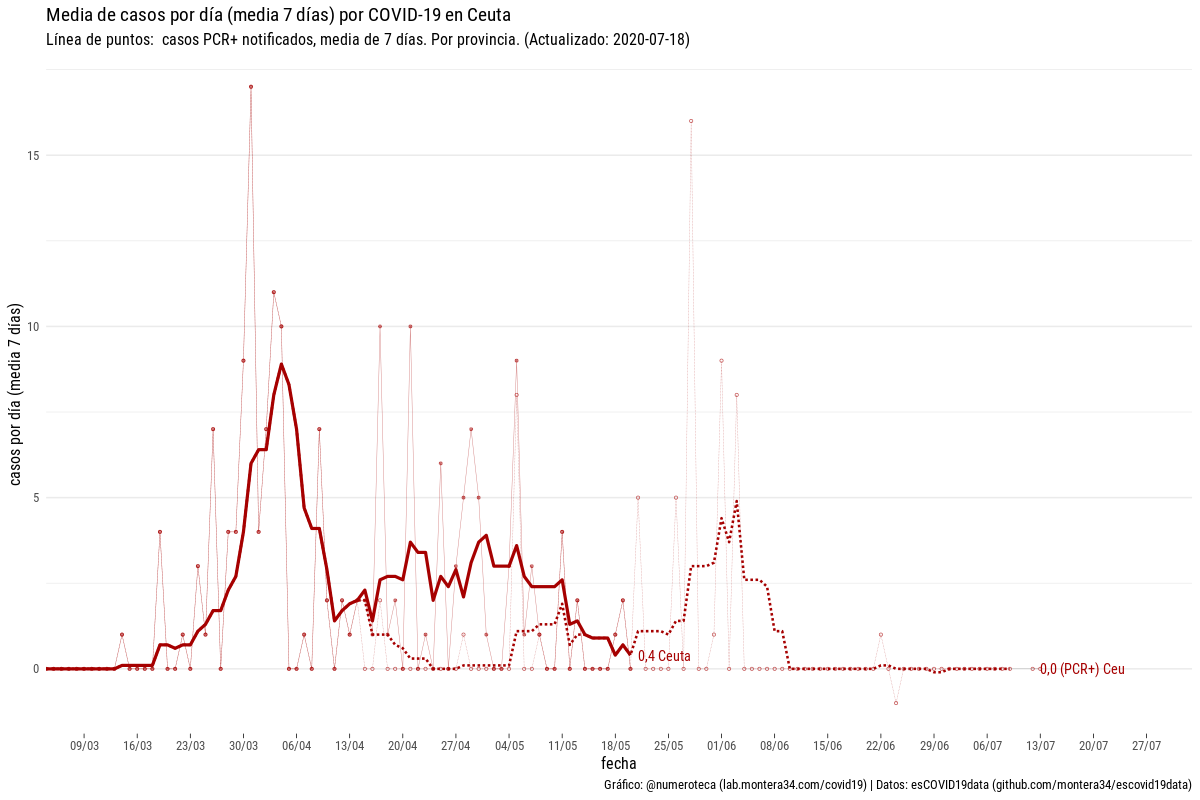 Media de casos por día (media 7 días) por COVID-19 en Ceuta
Línea de puntos:  casos PCR+ notificados, media de 7 días. Por provincia. (Actualizado: 2020-07-18)
casos por día (media 7 días)
15
10
5
0
0,4 Ceuta
0,0 (PCR+) Ceu
09/03 16/03 23/03 30/03 06/04 13/04 20/04 27/04 04/05 11/05 18/05 25/05 01/06 08/06 15/06 22/06 29/06 06/07 13/07 20/07 27/07
fecha
Gráfico: @numeroteca (lab.montera34.com/covid19) | Datos: esCOVID19data (github.com/montera34/escovid19data)